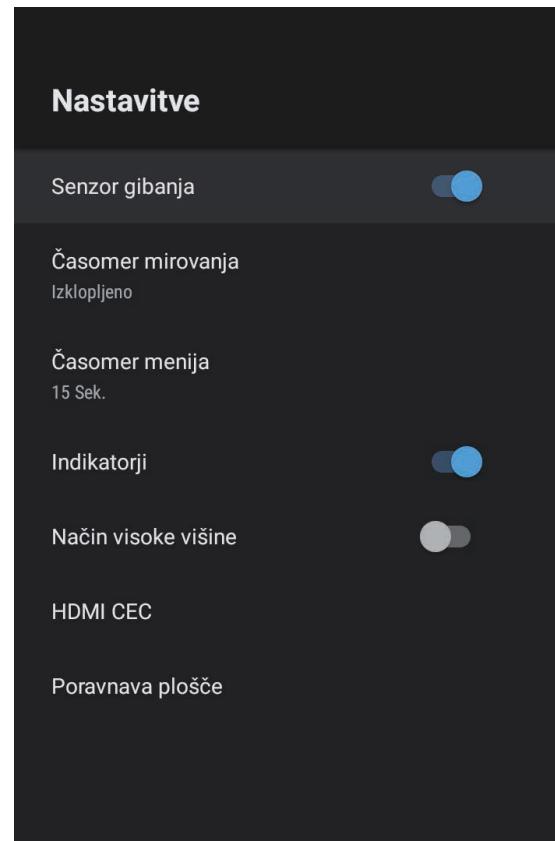 Nastavitve
Senzor gibanja
Časomer mirovanja
Izklopljeno
Časomer menija
15 Sek.
Indikatorji
Način visoke višine
HDMI CEC
Poravnava plošče